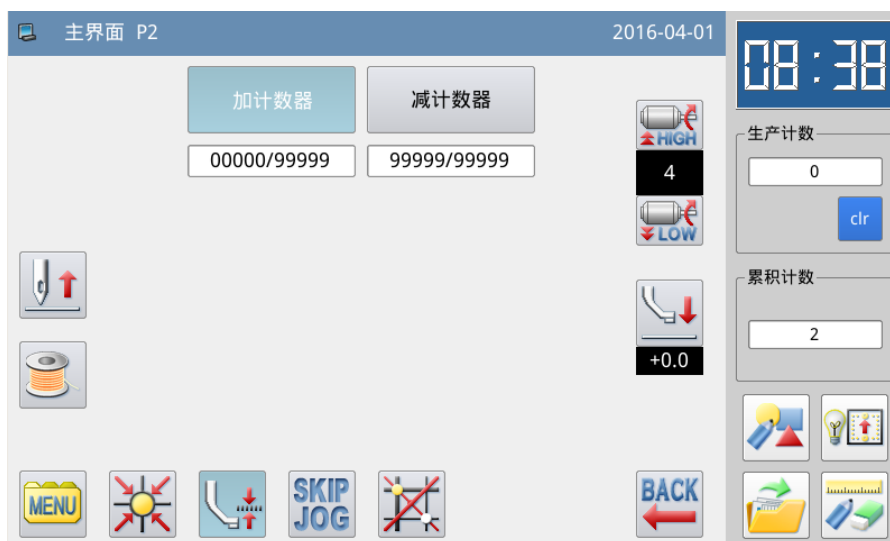 主界面 P2
2016-04-01
08:38
加计数器
减计数器
00000/99999
99999/99999
HIGH
4
LOW
+0.0
生产计数
0
clr
累积计数
2
MENU
SKIP
JOG
BACK